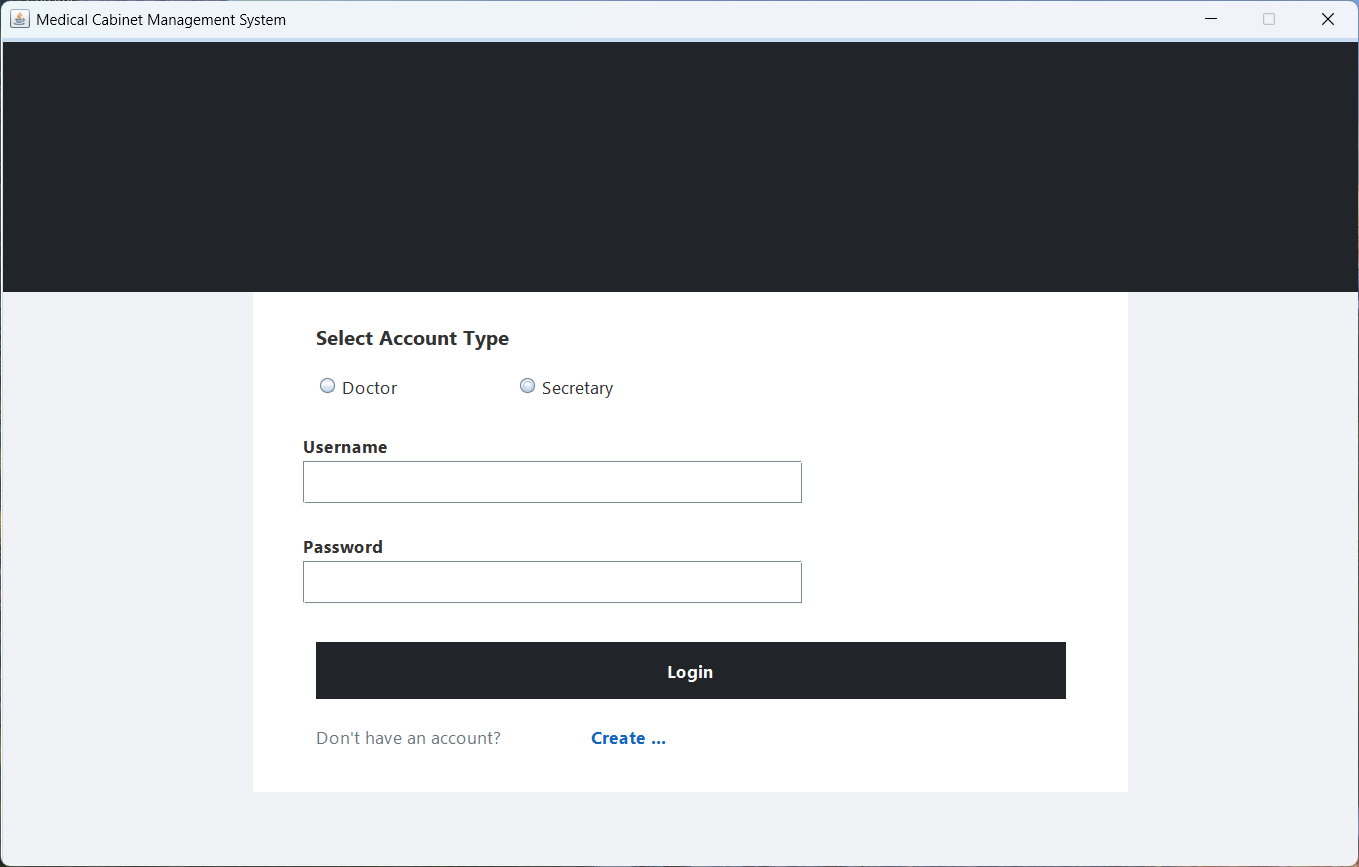 Medical Cabinet Management System
Select Account Type
Doctor Secretary
Username
Password
Login
Don't have an account? Create ...